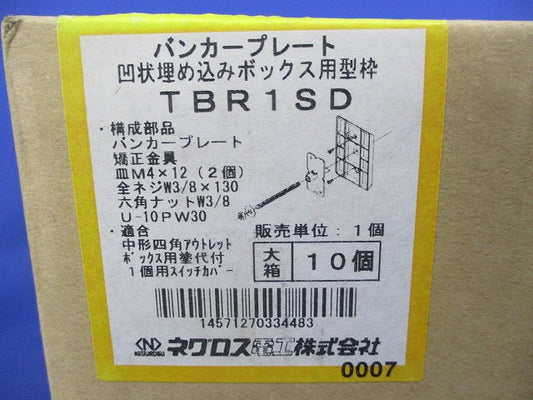 バンカープレート
凹状埋め込みボックス用型枠
TBR1SD
・構成部品
バンカープレート
矯正金具
皿M4×12(2個)
全ネジW3/8×130
六角ナットW3/8
U-10PW30
・適合
中形四角アウトレット
ボックス用塗代付
1個用スイッチカバー
販売単位:1個
大箱 10個
14571270334483
NEGUROSU
ネグロス電工株式会社
0007